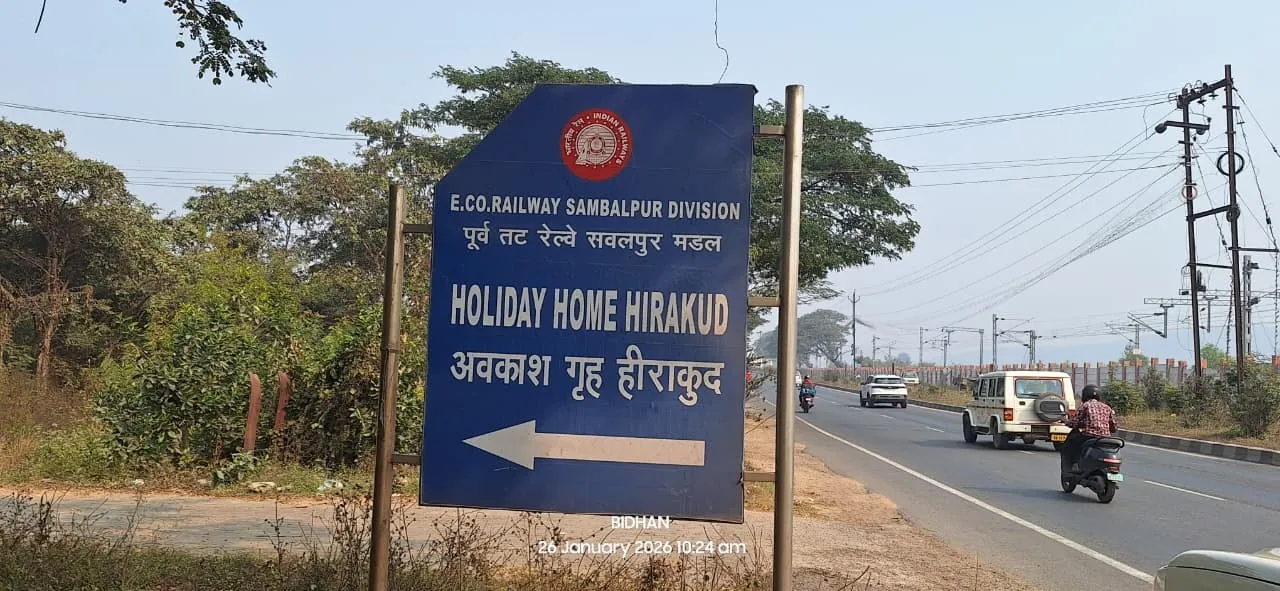 भारतीय रेल • INDIAN RAILWAYS
E.CO.RAILWAY SAMBALPUR DIVISION
पूर्व तट रेल्वे सवलपुर मडल
HOLIDAY HOME HIRAKUD
अवकाश गृह हीराकुद
BIDHAN
26 January 2026 10:24 am